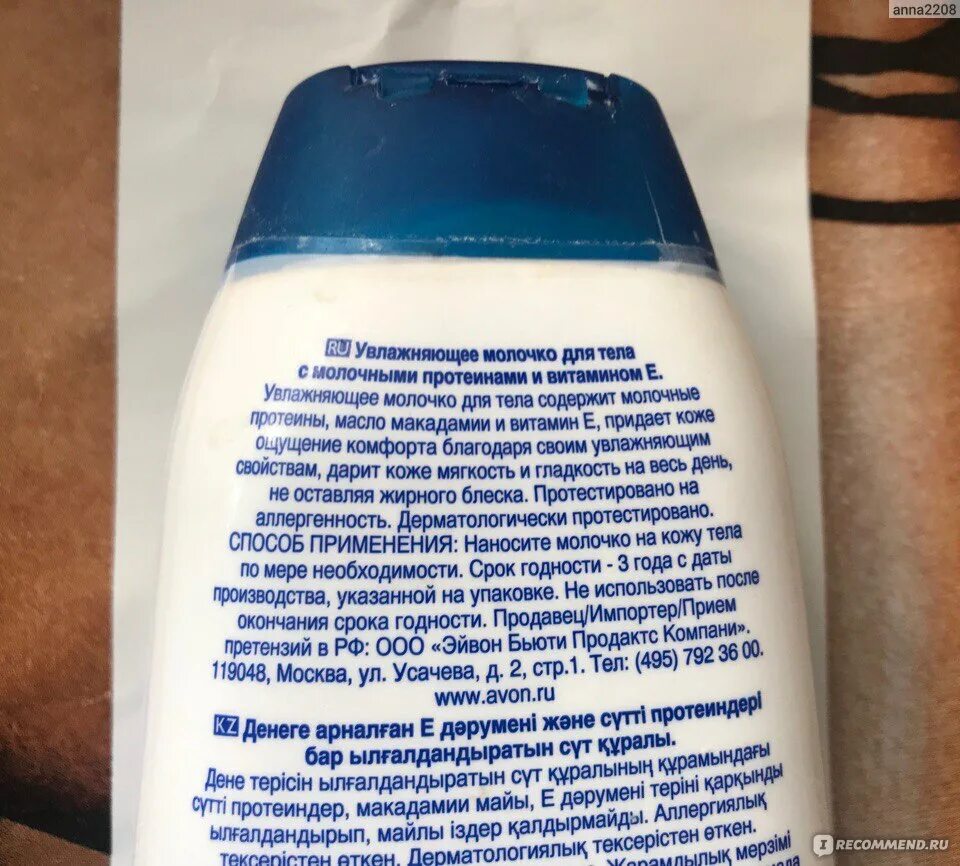 anna2208
RU Увлажняющее молочко для тела
с молочными протеинами и витамином Е.
Увлажняющее молочко для тела содержит молочные
протеины, масло макадамии и витамин Е, придает коже
ощущение комфорта благодаря своим увлажняющим
свойствам, дарит коже мягкость и гладкость на весь день,
не оставляя жирного блеска. Протестировано на
аллергенность. Дерматологически протестировано.
СПОСОБ ПРИМЕНЕНИЯ: Наносите молочко на кожу тела
по мере необходимости. Срок годности - 3 года с даты
производства, указанной на упаковке. Не использовать после
окончания срока годности. Продавец/Импортер/Прием
претензий в РФ: ООО «Эйвон Бьюти Продактс Компани».
119048, Москва, ул. Усачева, д. 2, стр.1. Тел: (495) 792 36 00.
www.avon.ru
KZ Денеге арналған Е дәрумені және сүтті протеиндері
бар ылғалдандыратын сүт құралы.
Дене терісін ылғалдандыратын сүт құралының құрамындағы
сүтті протеиндер, макадамии майы, Е дәрумені теріні қарқынды
ылғалдандырып, майлы іздер қалдырмайды. Аллергиялық
тексерістен өткен. Дерматологиялық тексерістен өткен.
Жарамдылық мерзімі
RECOMMEND.RU